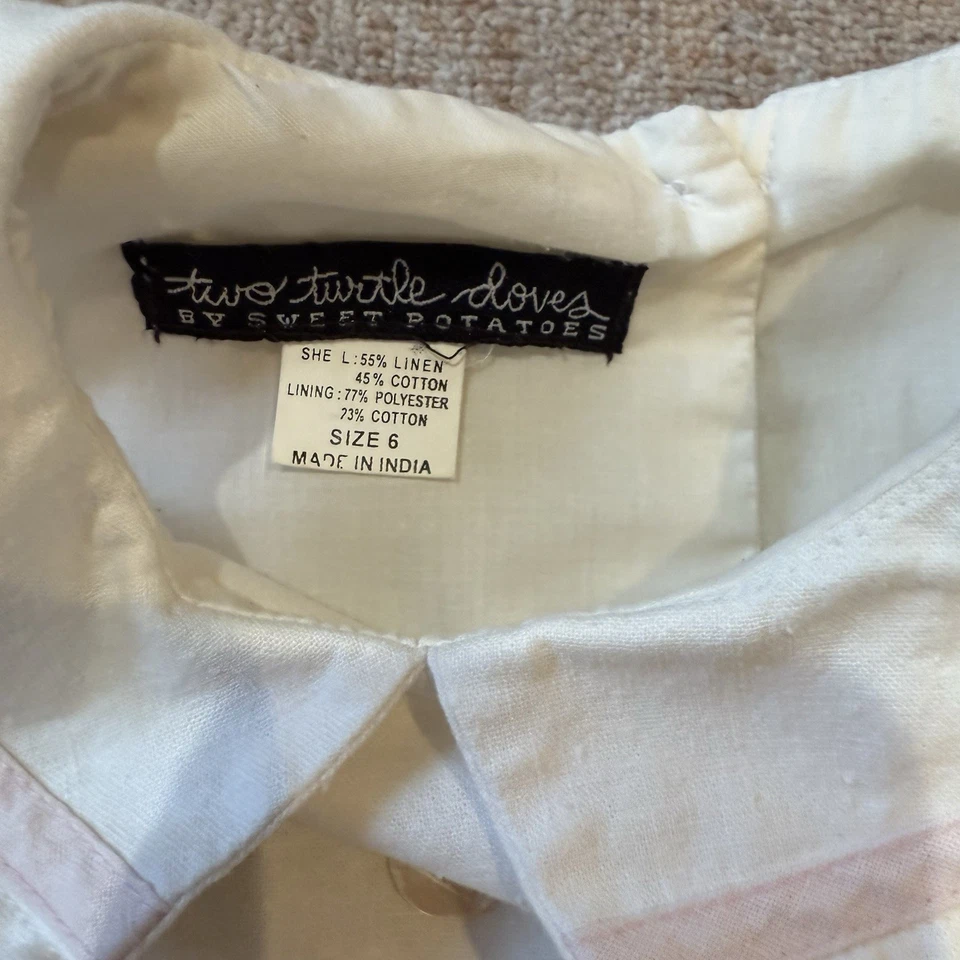 two turtle doves
BY SWEET POTATOES
SHE L: 55% LINEN
45% COTTON
LINING: 77% POLYESTER
23% COTTON
SIZE 6
MADE IN INDIA